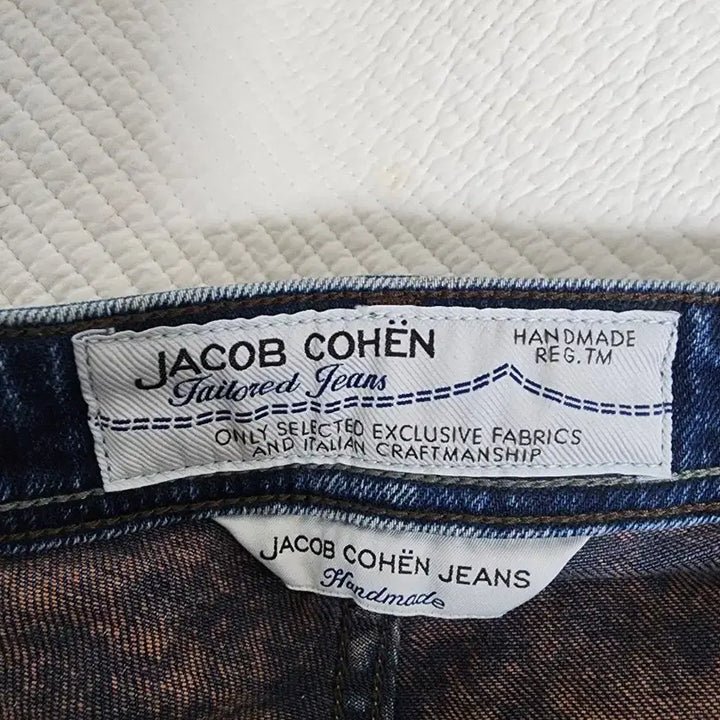 JACOB COHËN
Tailored Jeans
HANDMADE
REG.TM
ONLY SELECTED EXCLUSIVE FABRICS
AND ITALIAN CRAFTMANSHIP
JACOB COHËN JEANS
Handmade